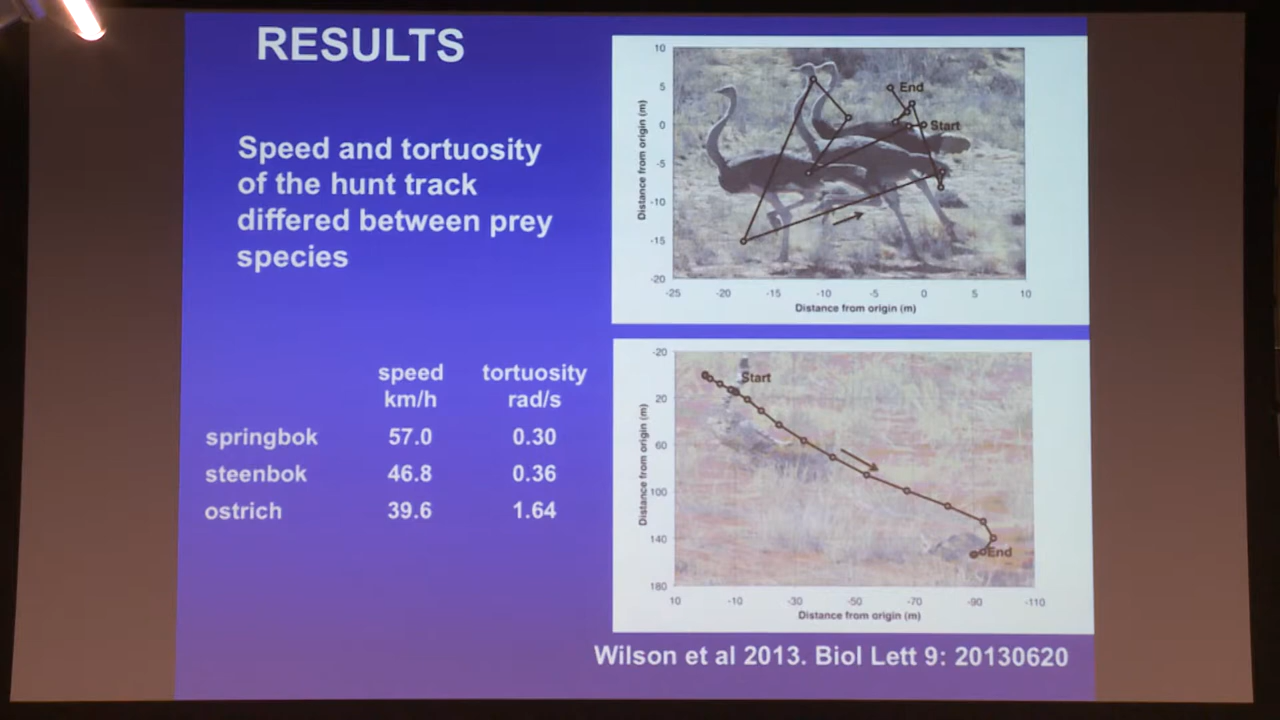 RESULTS
Speed and tortuosity
of the hunt track
differed between prey
species
speed tortuosity
km/h rad/s
springbok 57.0 0.30
steenbok 46.8 0.36
ostrich 39.6 1.64
10
5
0
-5
-10
-15
-20
Distance from origin (m)
End
Start
-25 -20 -15 -10 -5 0 5 10
Distance from origin (m)
-20
20
60
100
140
180
Distance from origin (m)
Start
End
10 -10 -30 -50 -70 -90 -110
Distance from origin (m)
Wilson et al 2013. Biol Lett 9: 20130620